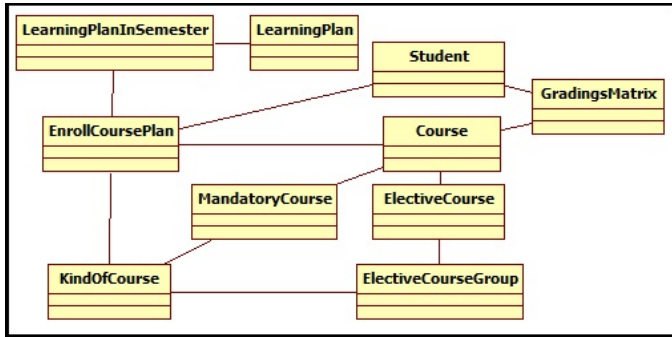 LearningPlanInSemester
LearningPlan
Student
GradingsMatrix
EnrollCoursePlan
Course
MandatoryCourse
ElectiveCourse
KindOfCourse
ElectiveCourseGroup